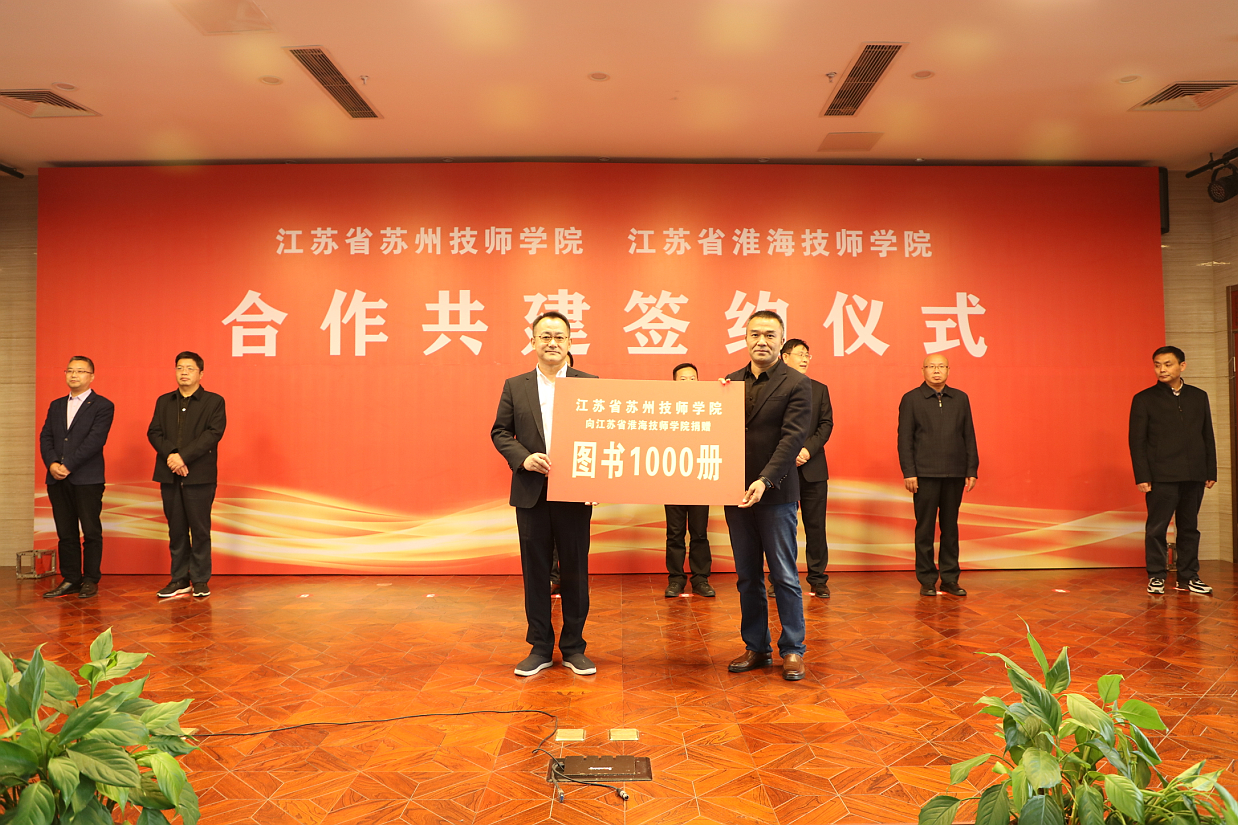 江苏省苏州技师学院 江苏省淮海技师学院
合作共建签约仪式
江苏省苏州技师学院
向江苏省淮海技师学院捐赠
图书1000册